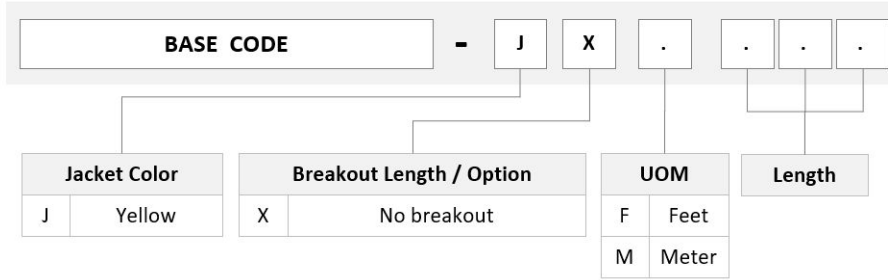 BASE CODE - J X . . . .
Jacket Color
J Yellow
Breakout Length / Option
X No breakout
UOM
F Feet
M Meter
Length